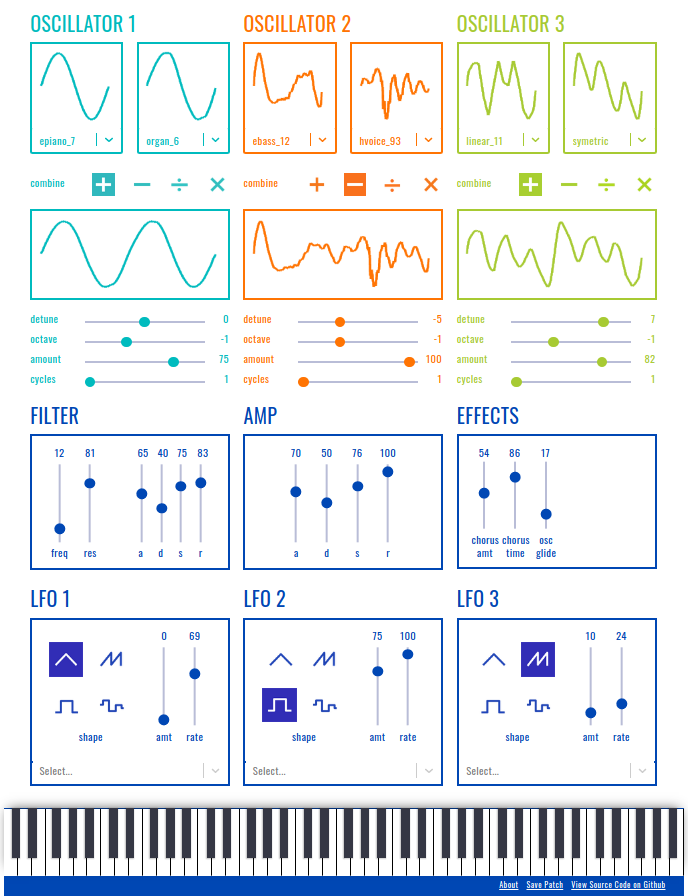 OSCILLATOR 1 OSCILLATOR 2 OSCILLATOR 3
epiano_7 organ_6 ebass_12 hvoice_93 linear_11 symetric
combine combine combine
detune 0 detune -5 detune 7
octave -1 octave -1 octave -1
amount 75 amount 100 amount 82
cycles 1 cycles 1 cycles 1
FILTER AMP EFFECTS
12 81 65 40 75 83 70 50 76 100 54 86 17
freq res a d s r a d s r chorus amt chorus time osc glide
LFO 1 LFO 2 LFO 3
0 69 75 100 10 24
shape amt rate shape amt rate shape amt rate
Select... Select... Select...
About Save Patch View Source Code on Github